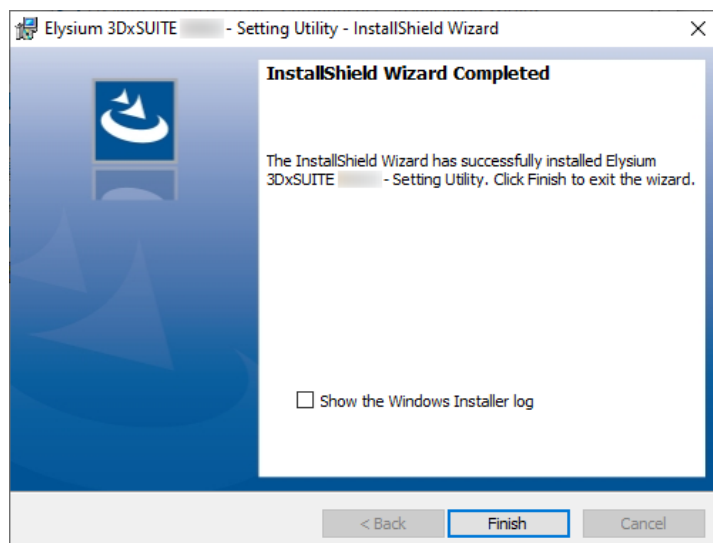 Elysium 3DxSUITE - Setting Utility - InstallShield Wizard
InstallShield Wizard Completed
The InstallShield Wizard has successfully installed Elysium
3DxSUITE - Setting Utility. Click Finish to exit the wizard.
Show the Windows Installer log
< Back Finish Cancel